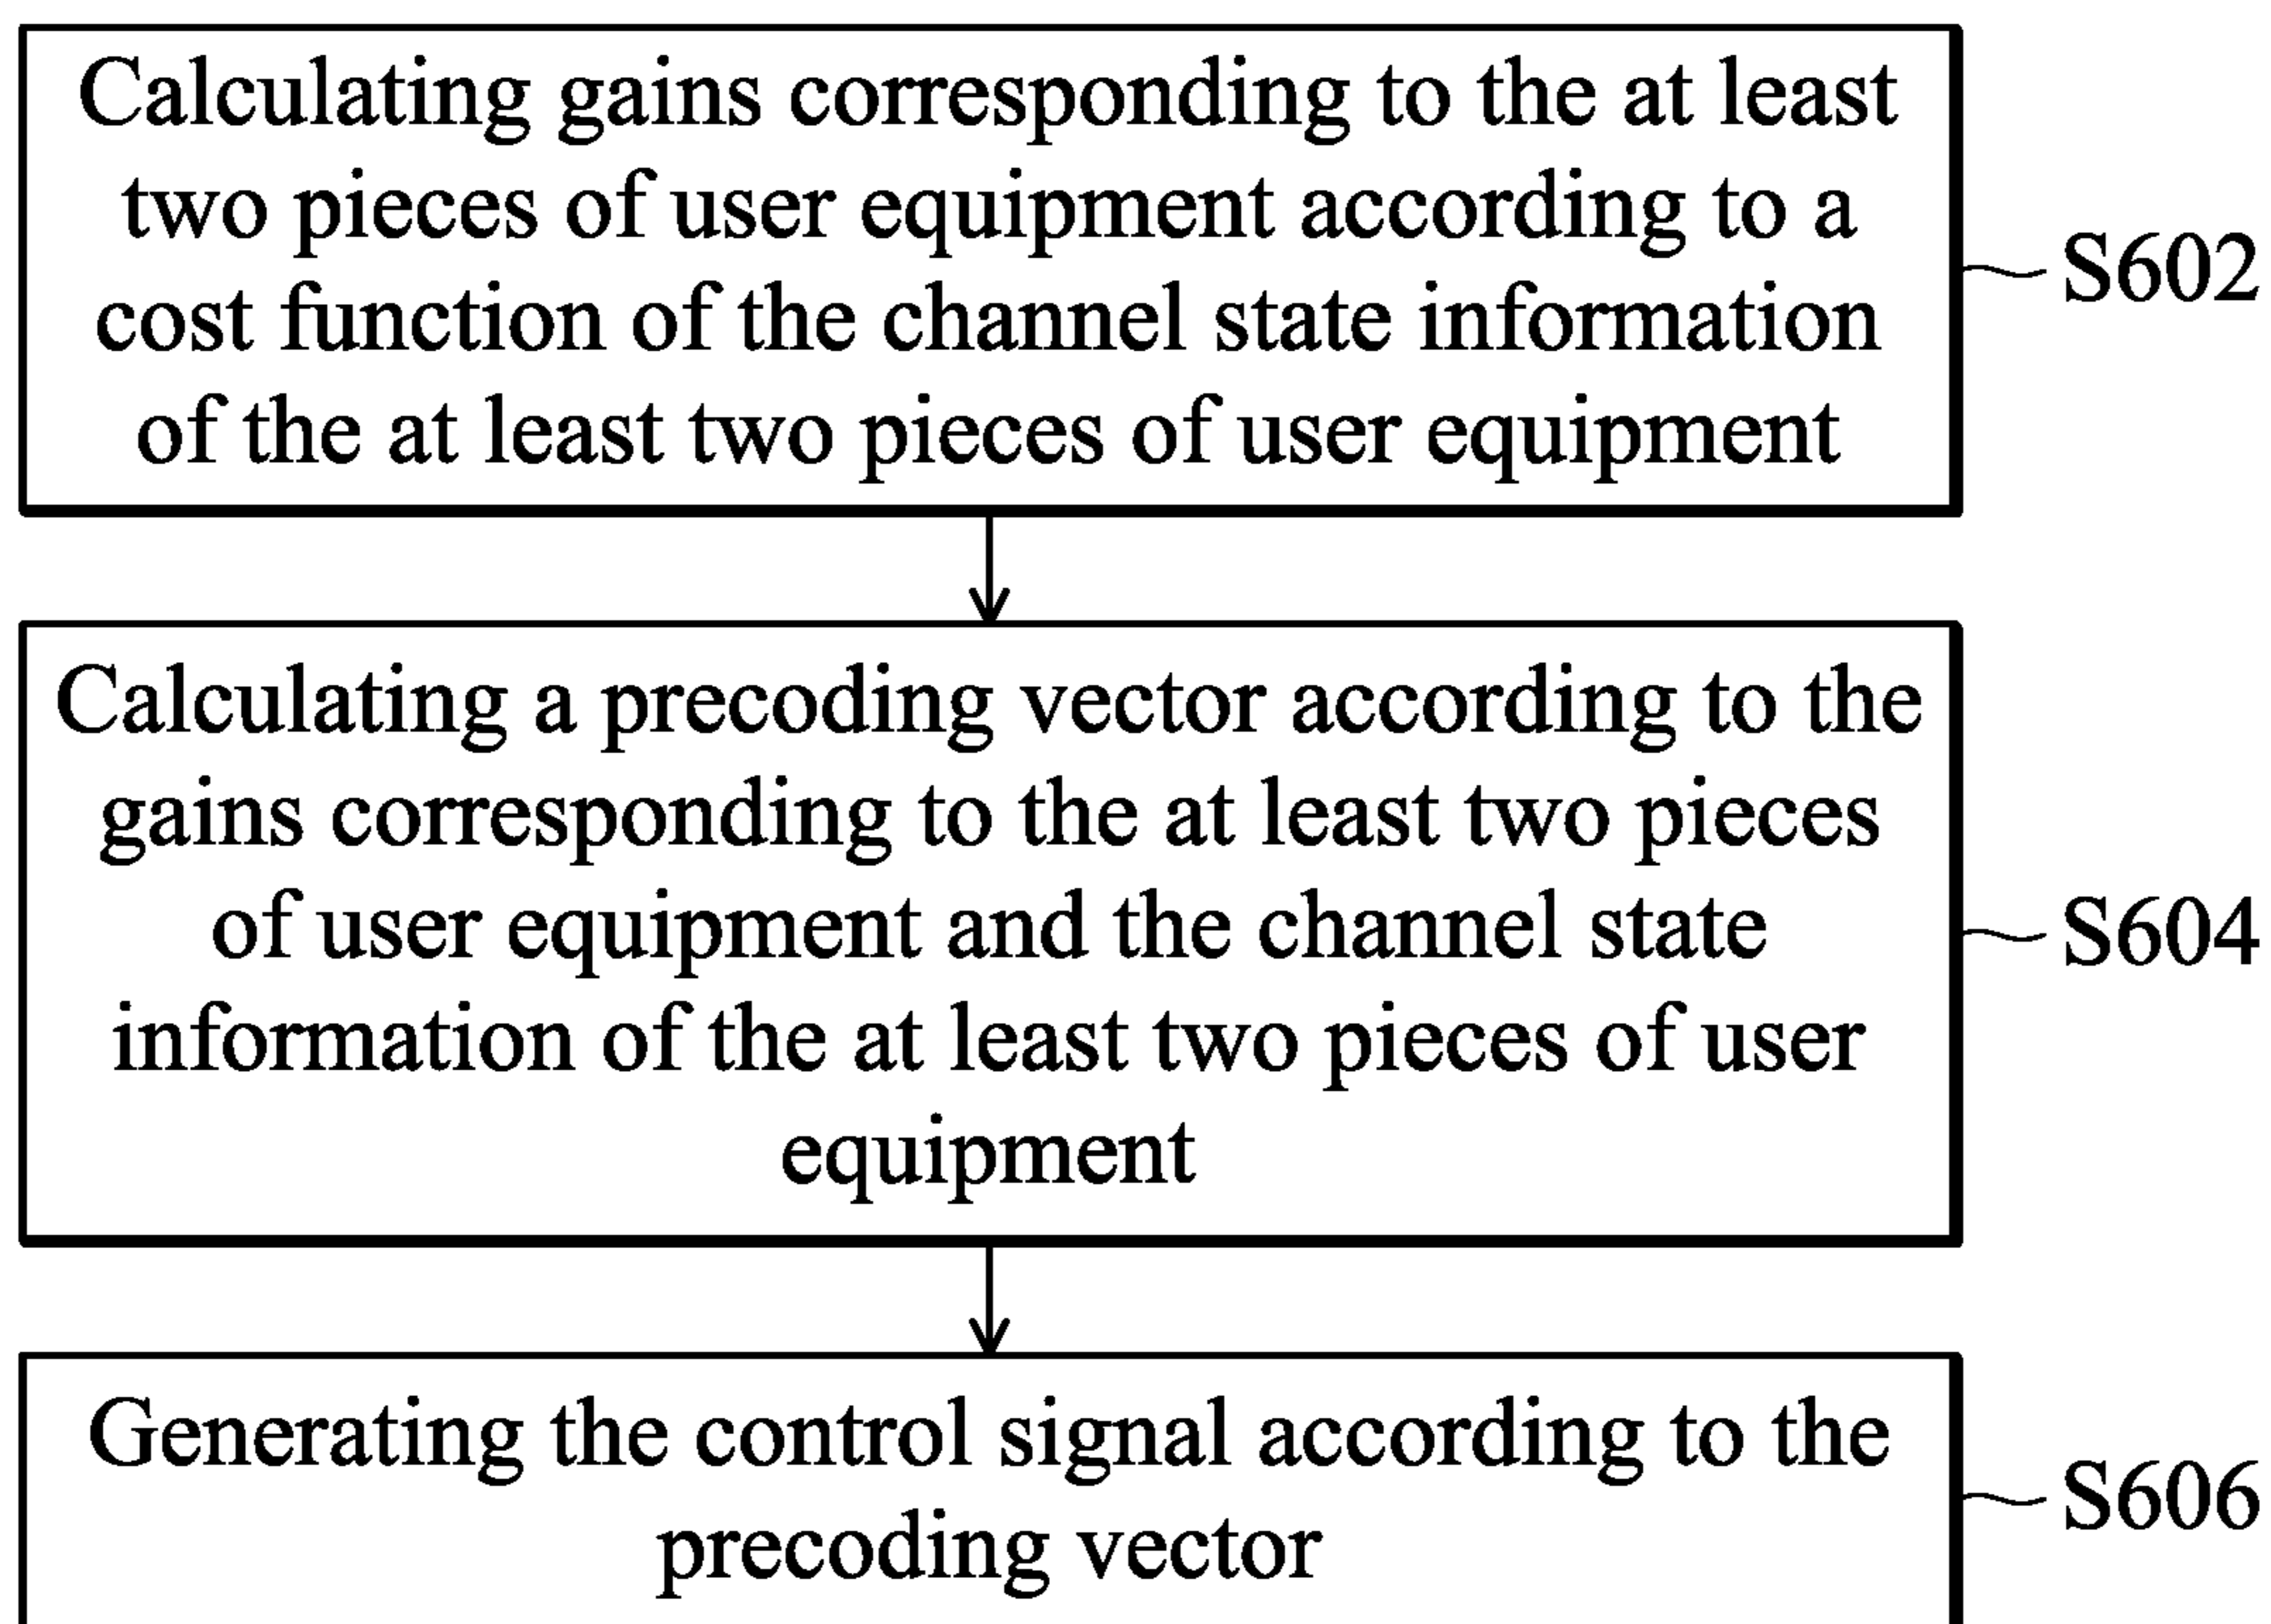 Calculating gains corresponding to the at least
two pieces of user equipment according to a
cost function of the channel state information
of the at least two pieces of user equipment
S602
Calculating a precoding vector according to the
gains corresponding to the at least two pieces
of user equipment and the channel state
information of the at least two pieces of user
equipment
S604
Generating the control signal according to the
precoding vector
S606